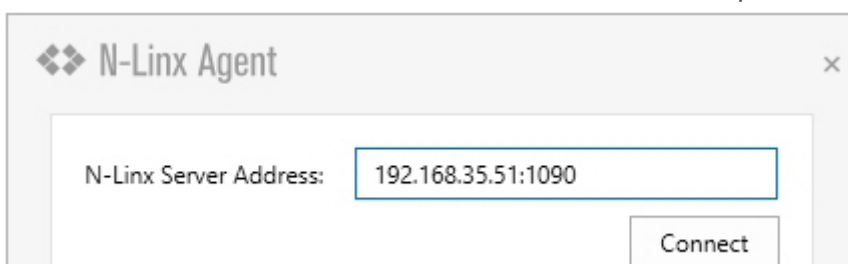 N-Linx Agent
×
N-Linx Server Address: 192.168.35.51:1090
Connect